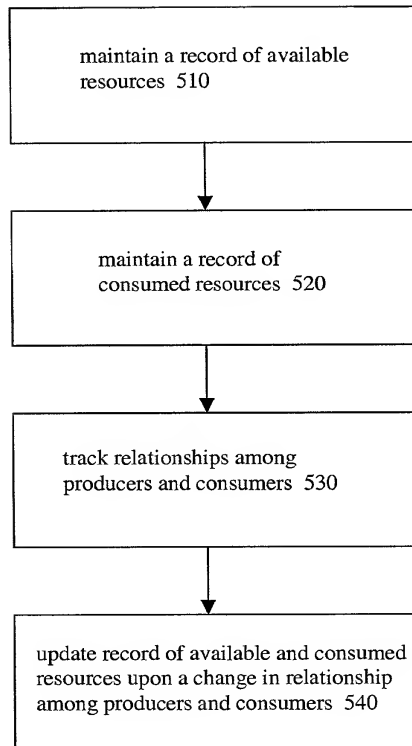 maintain a record of available
resources 510
maintain a record of
consumed resources 520
track relationships among
producers and consumers 530
update record of available and consumed
resources upon a change in relationship
among producers and consumers 540